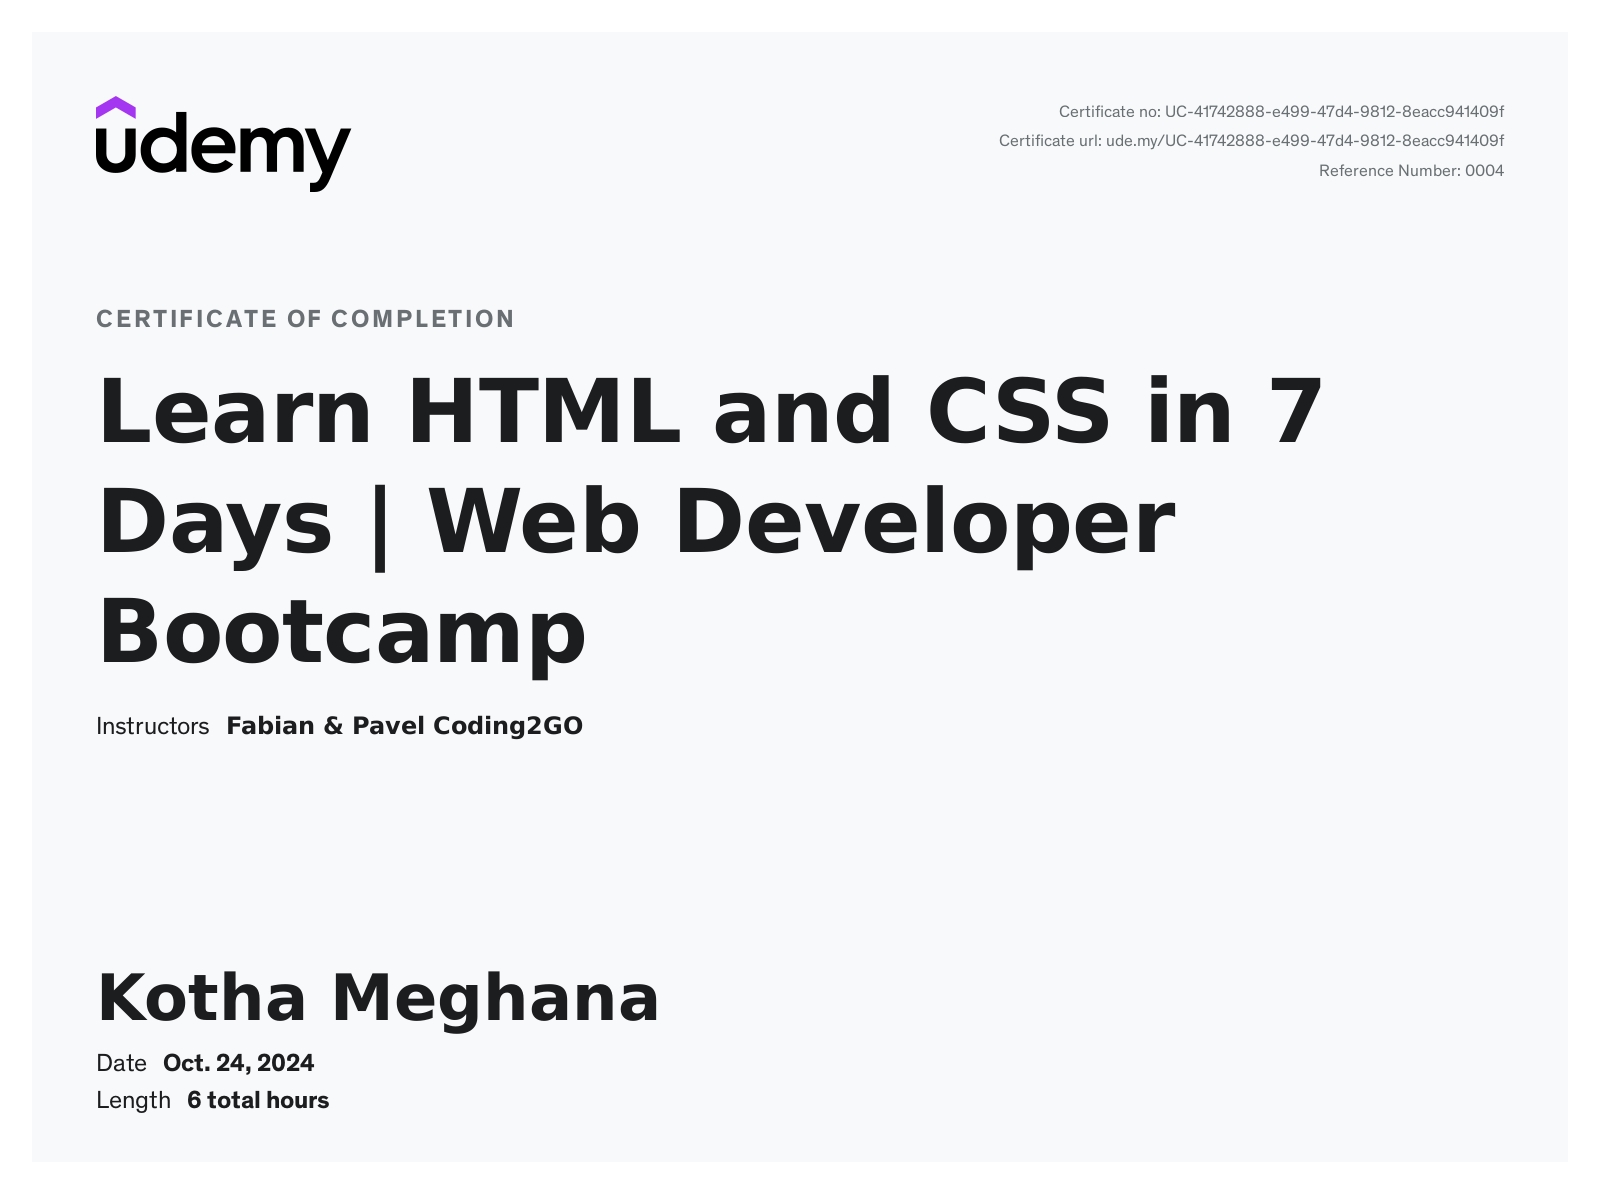 udemy
Certificate no: UC-41742888-e499-47d4-9812-8eacc941409f
Certificate url: ude.my/UC-41742888-e499-47d4-9812-8eacc941409f
Reference Number: 0004
CERTIFICATE OF COMPLETION
Learn HTML and CSS in 7
Days | Web Developer
Bootcamp
Instructors Fabian & Pavel Coding2GO
Kotha Meghana
Date Oct. 24, 2024
Length 6 total hours